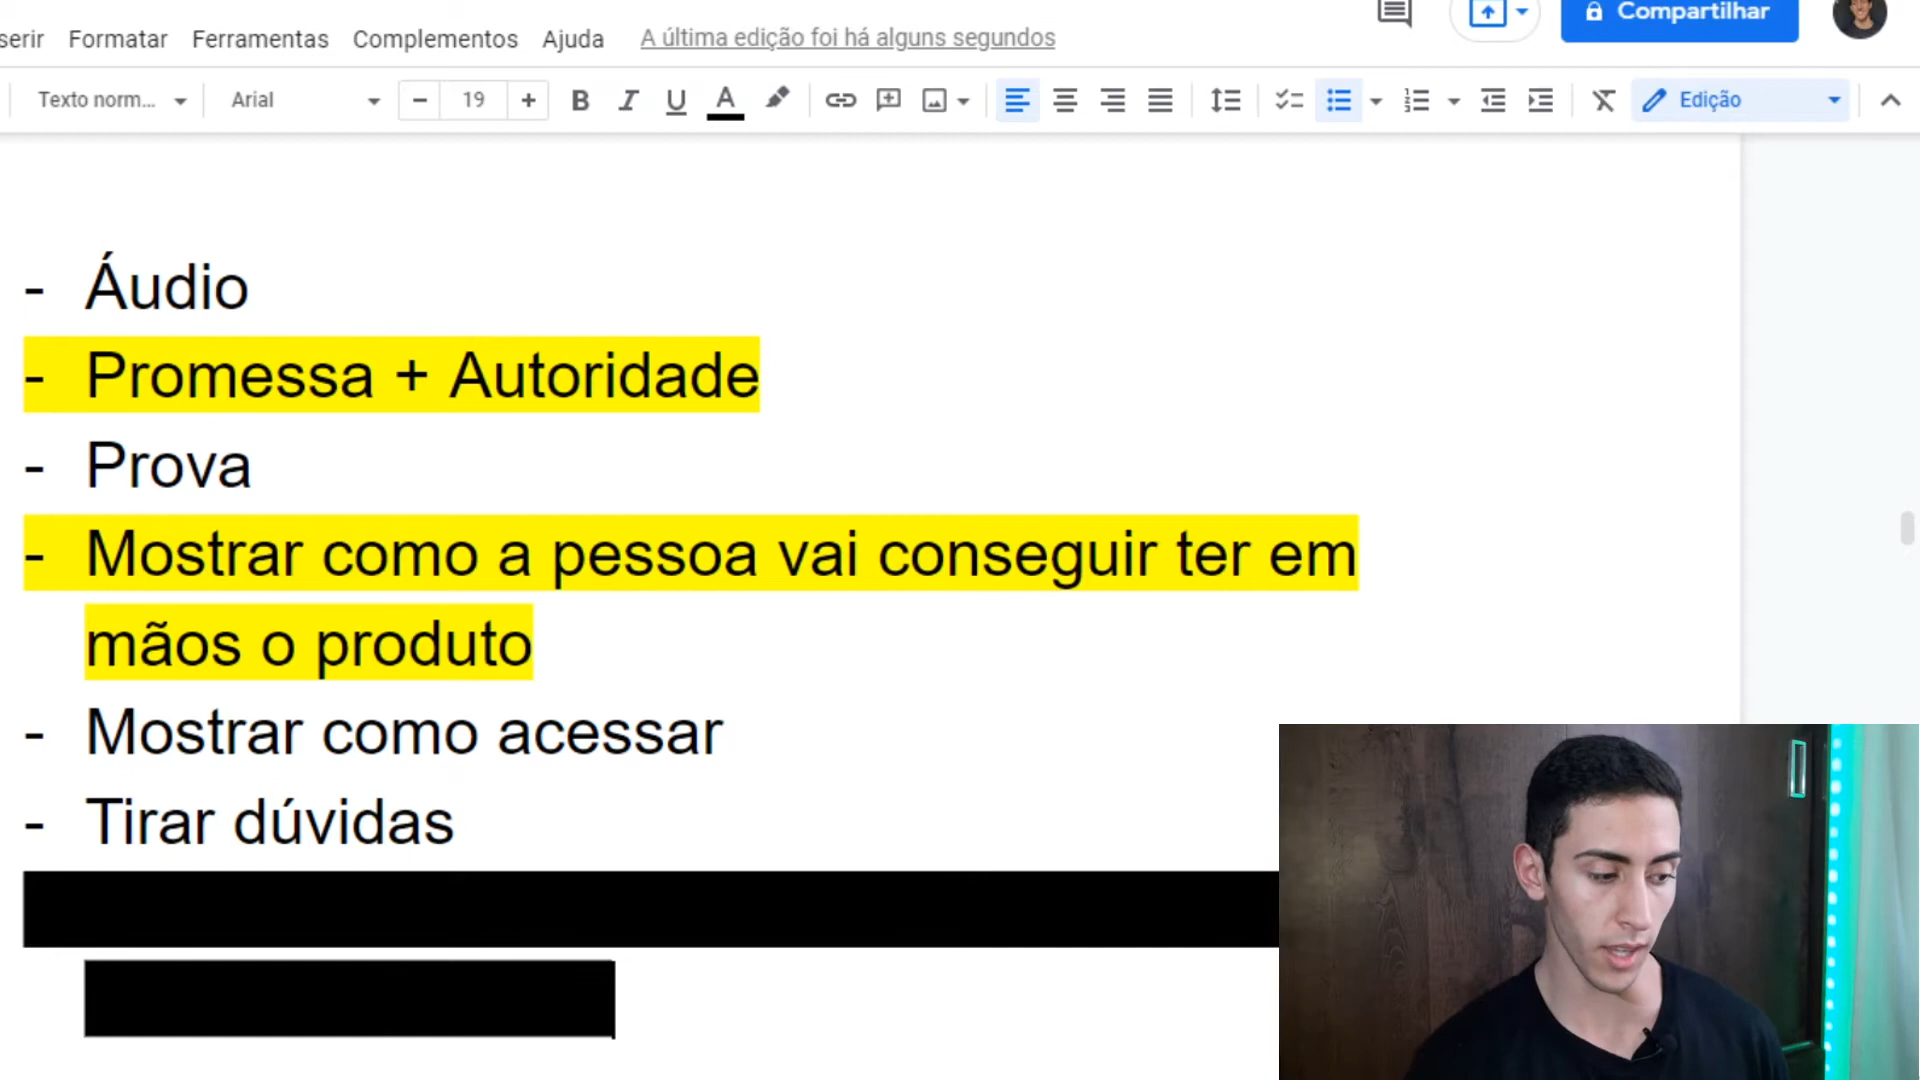 serir Formatar Ferramentas Complementos Ajuda A última edição foi há alguns segundos Compartilhar
Texto norm... Arial 19 B I U A Edição
- Áudio
- Promessa + Autoridade
- Prova
- Mostrar como a pessoa vai conseguir ter em
mãos o produto
- Mostrar como acessar
- Tirar dúvidas